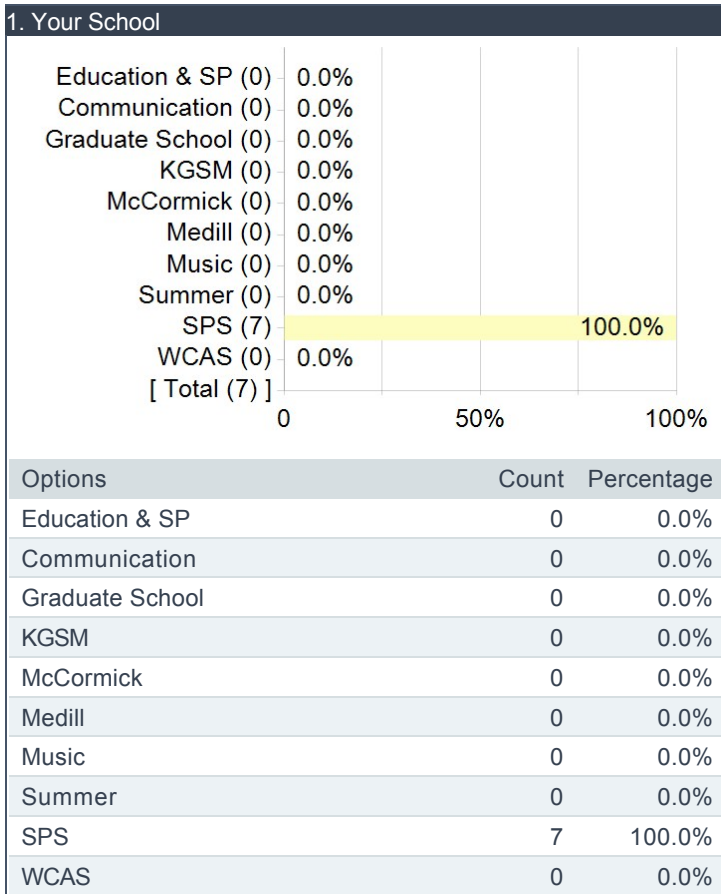 1. Your School
Education & SP (0) 0.0%
Communication (0) 0.0%
Graduate School (0) 0.0%
KGSM (0) 0.0%
McCormick (0) 0.0%
Medill (0) 0.0%
Music (0) 0.0%
Summer (0) 0.0%
SPS (7) 100.0%
WCAS (0) 0.0%
[ Total (7) ]
0 50% 100%
Options Count Percentage
Education & SP 0 0.0%
Communication 0 0.0%
Graduate School 0 0.0%
KGSM 0 0.0%
McCormick 0 0.0%
Medill 0 0.0%
Music 0 0.0%
Summer 0 0.0%
SPS 7 100.0%
WCAS 0 0.0%